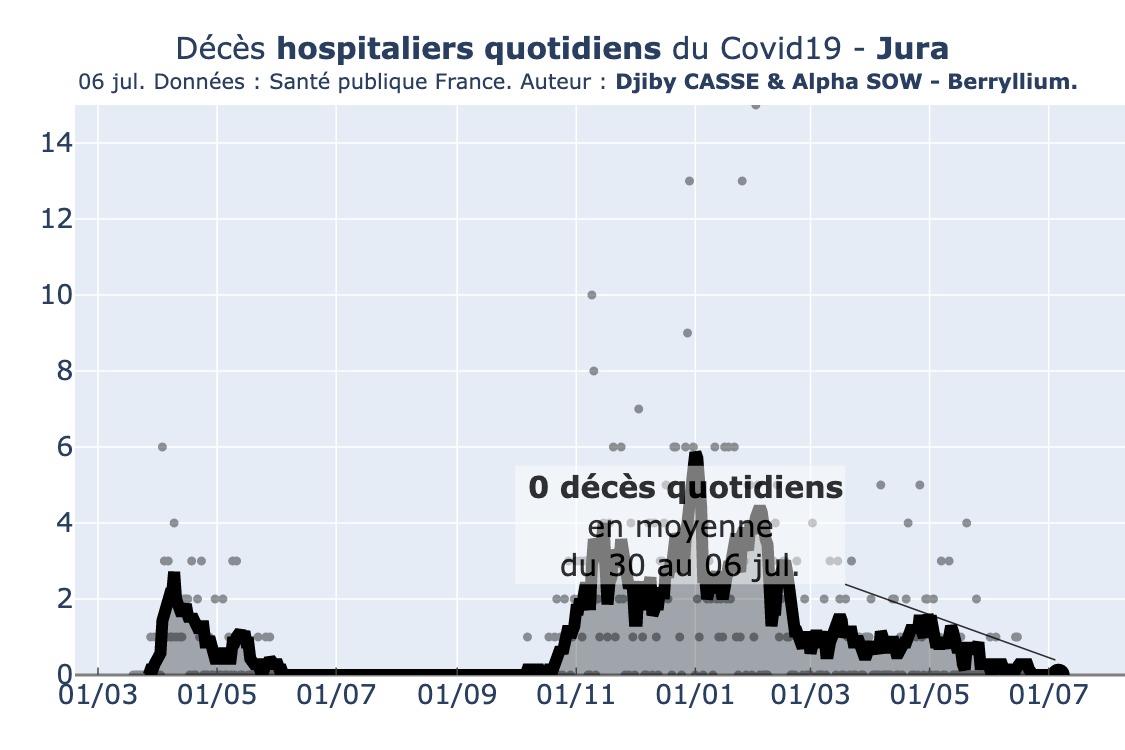 Décès hospitaliers quotidiens du Covid19 - Jura
06 jul. Données : Santé publique France. Auteur : Djiby CASSE & Alpha SOW - Berryllium.
14
12
10
8
6
4
2
0
0 décès quotidiens
en moyenne
du 30 au 06 jul.
01/03 01/05 01/07 01/09 01/11 01/01 01/03 01/05 01/07